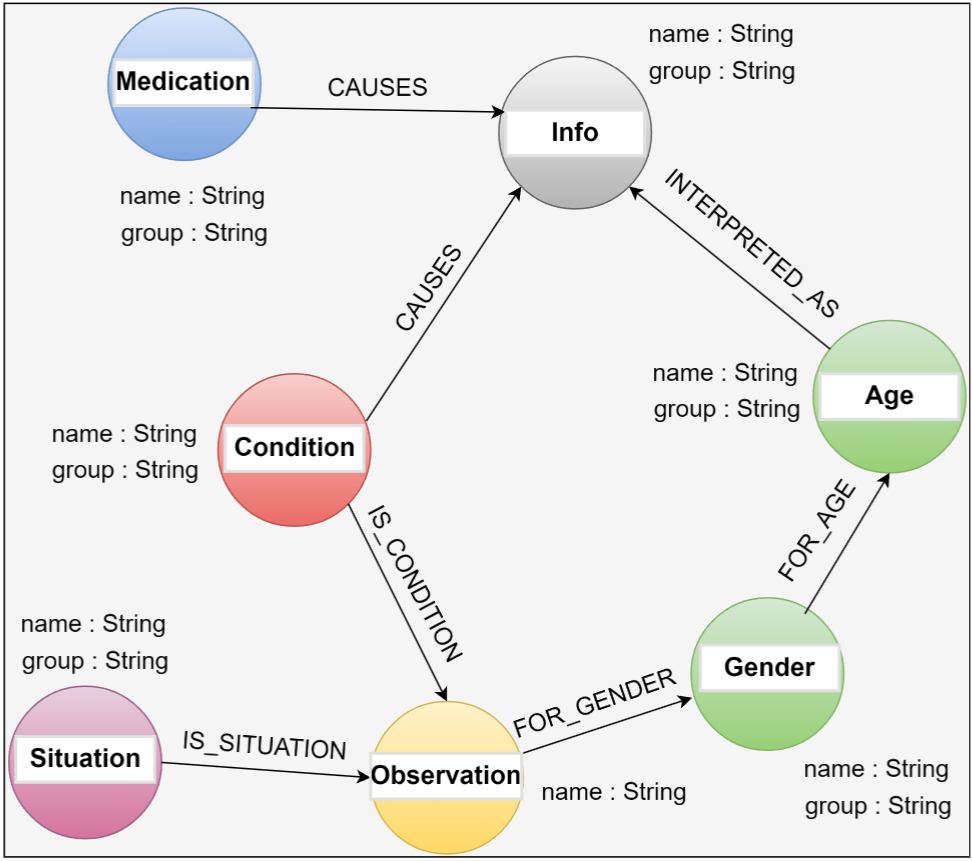 name : String
group : String
Medication
CAUSES
Info
name : String
group : String
INTERPRETED_AS
CAUSES
name : String
group : String
Age
name : String
group : String
Condition
IS_CONDITION
FOR_AGE
name : String
group : String
Gender
FOR_GENDER
Situation
IS_SITUATION
Observation
name : String
name : String
group : String